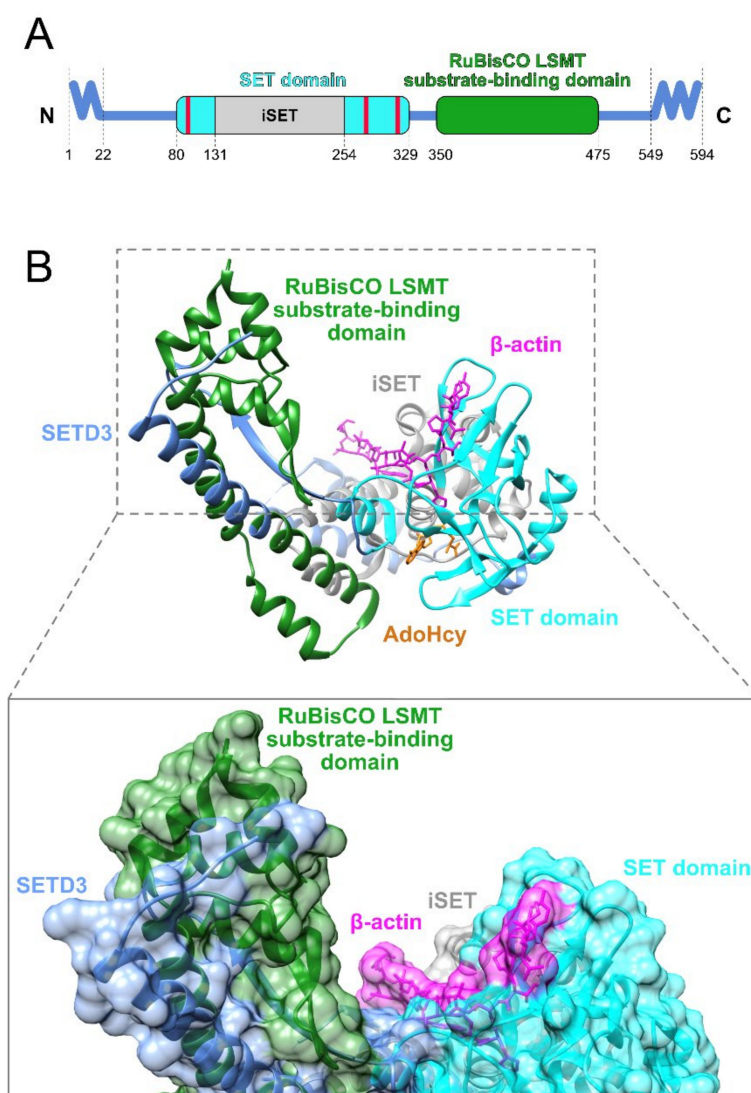 A
RuBisCO LSMT
SET domain substrate-binding domain
N iSET C
1 22 80 131 254 329 350 475 549 594
B
RuBisCO LSMT
substrate-binding
domain
β-actin
iSET
SETD3
SET domain
AdoHcy
RuBisCO LSMT
substrate-binding
domain
SET domain
SETD3
iSET
β-actin